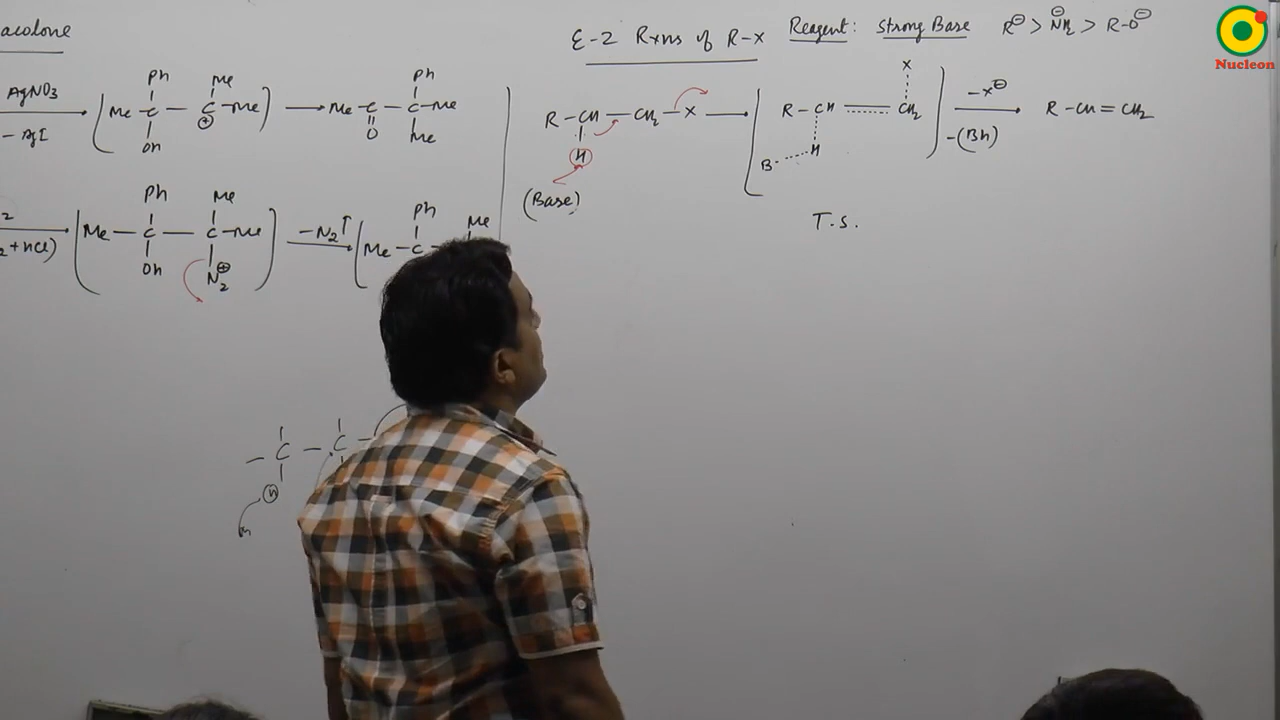 acolone
AgNO3
- AgI
Ph
Me
Me - C - C - Me
⊕
OH
Ph
Me - C - C - Me
O
Me
2
2 + HCl)
Ph
Me
Me - C - C - Me
OH
N2⊕
- N2↑
Ph
Me
Me - C
- C - C -
H
E-2 Rxns of R-X
Reagent: Strong Base R⊖ > NH2⊖ > R-O⊖
R - CH - CH2 - X
H
(Base)
X
R - CH = CH2
H
B
T.S.
- X⊖
-(BH)
R - CH = CH2
Nucleon